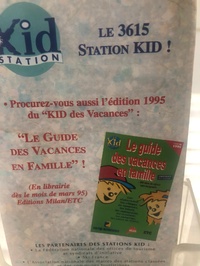 Kid
STATION
LE 3615
STATION KID !
• Procurez-vous aussi l'édition 1995
du "KID des Vacances" :
"LE GUIDE
DES VACANCES
EN FAMILLE" !
(En librairie
dès le mois de mars 95)
Editions Milan/ETC
Kid
Le guide
des vacances
en famille
LES PARTENAIRES DES STATIONS KID :